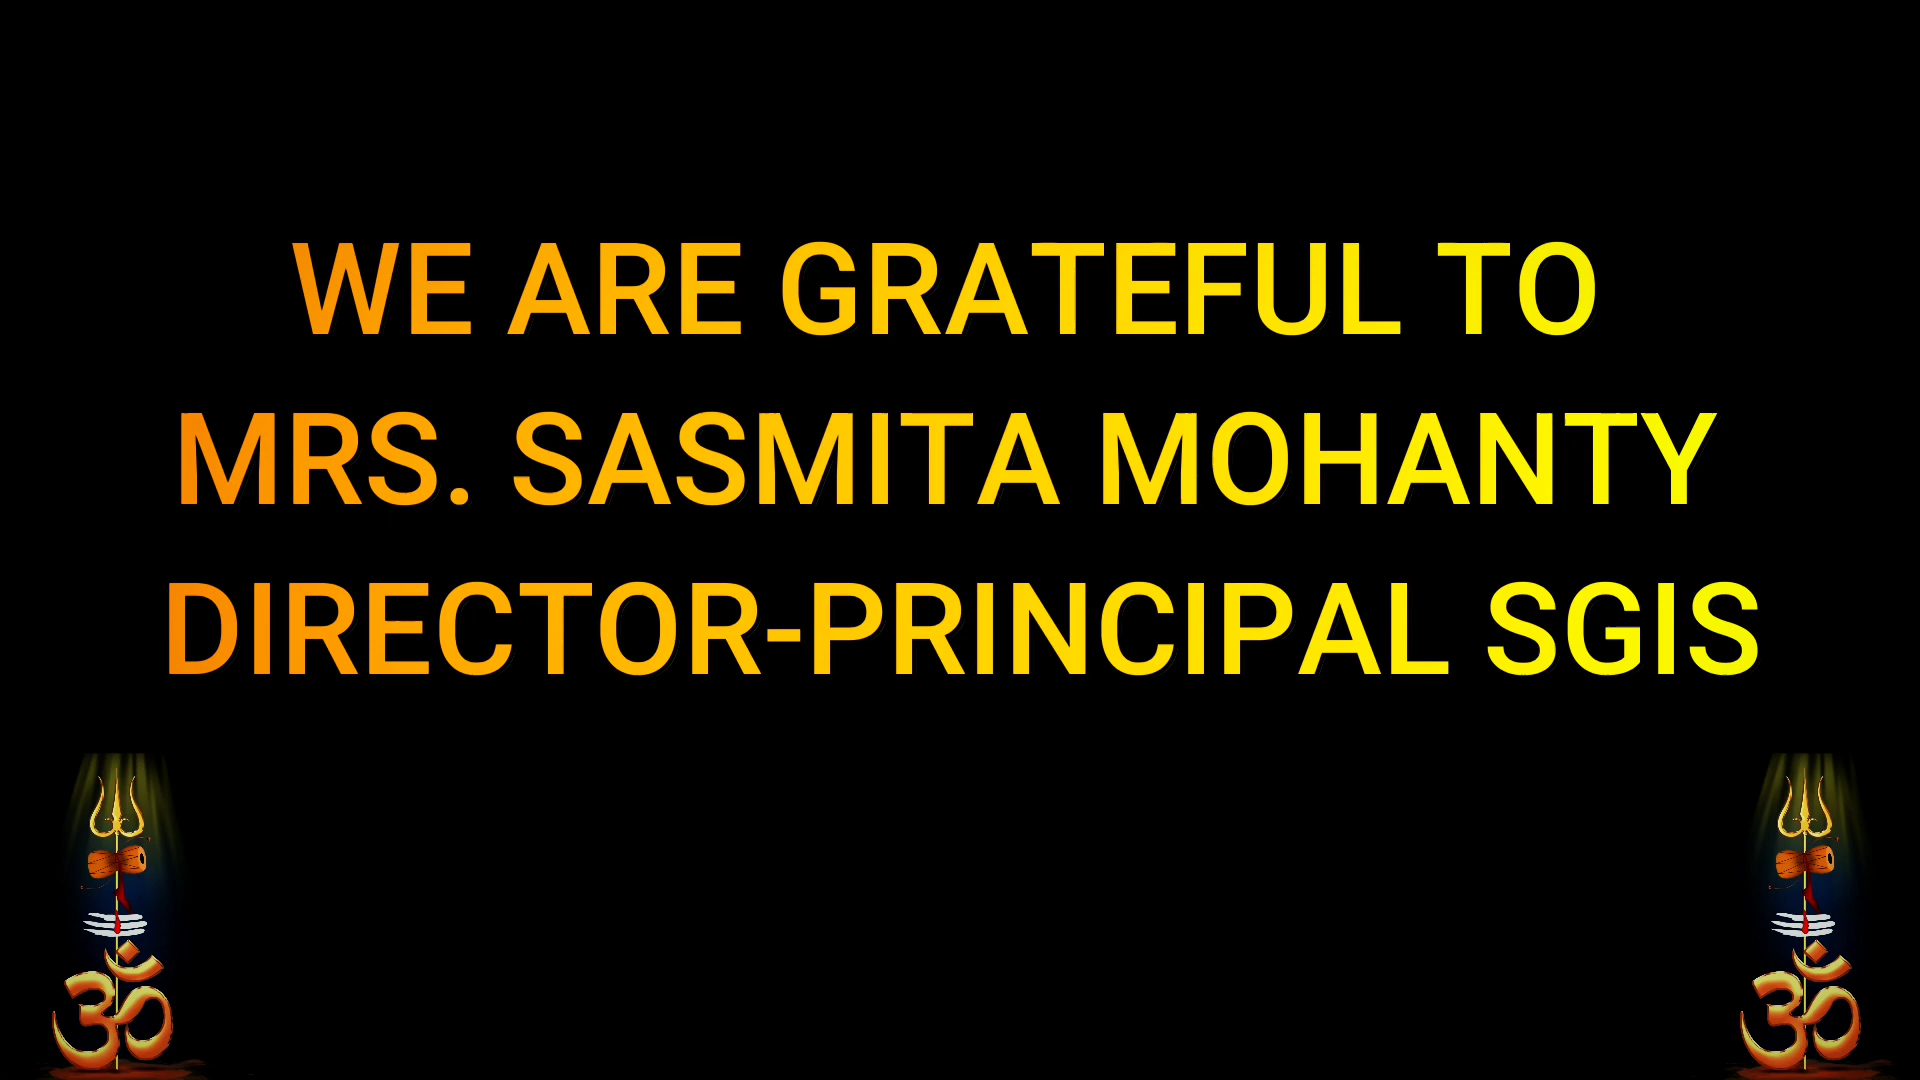 WE ARE GRATEFUL TO
MRS. SASMITA MOHANTY
DIRECTOR-PRINCIPAL SGIS
ॐ
ॐ